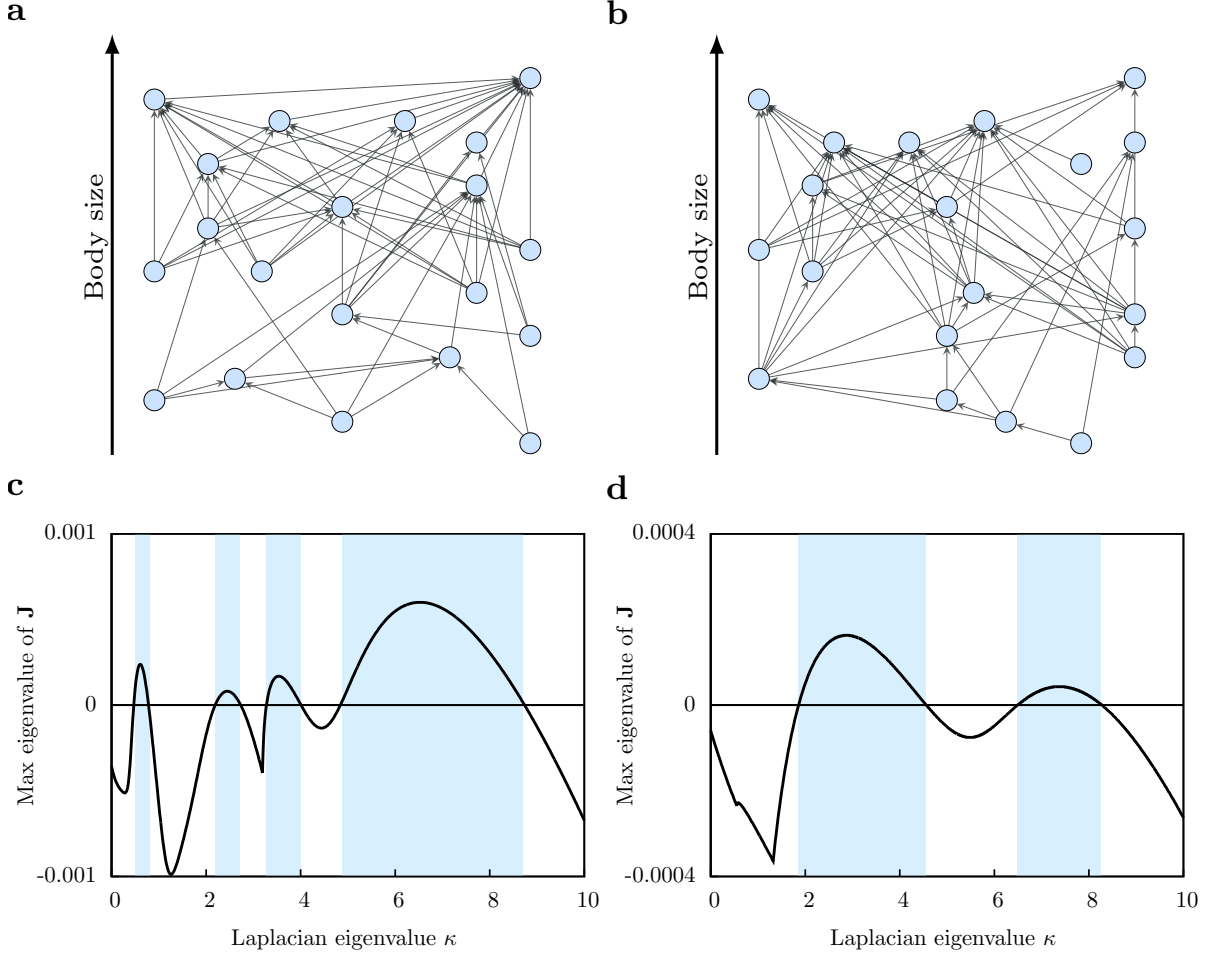 a
b
Body size
Body size
c
d
0.001
0
-0.001
Max eigenvalue of J
0 2 4 6 8 10
Laplacian eigenvalue κ
0.0004
0
-0.0004
Max eigenvalue of J
0 2 4 6 8 10
Laplacian eigenvalue κ